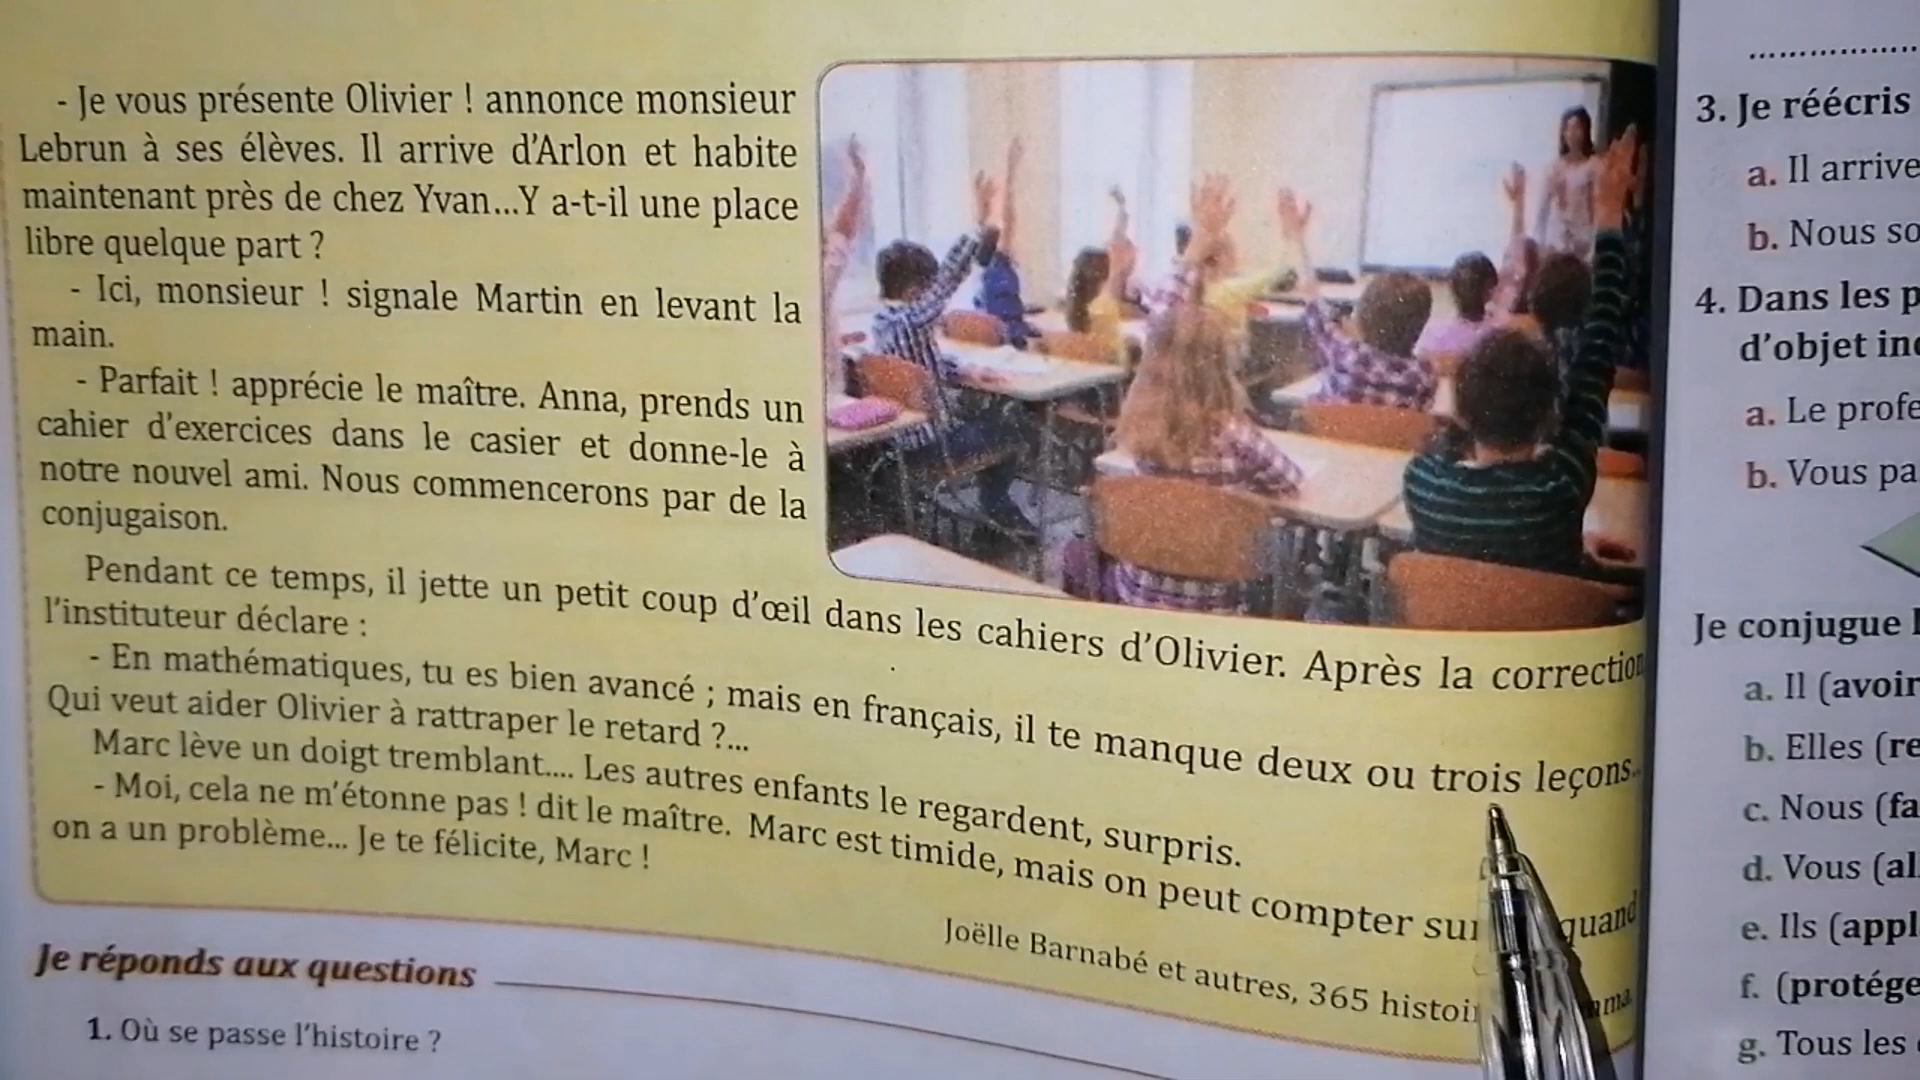 - Je vous présente Olivier ! annonce monsieur
Lebrun à ses élèves. Il arrive d'Arlon et habite
maintenant près de chez Yvan...Y a-t-il une place
libre quelque part ?
- Ici, monsieur ! signale Martin en levant la
main.
- Parfait ! apprécie le maître. Anna, prends un
cahier d'exercices dans le casier et donne-le à
notre nouvel ami. Nous commencerons par de la
conjugaison.
Pendant ce temps, il jette un petit coup d'œil dans les cahiers d'Olivier. Après la correction
l'instituteur déclare :
- En mathématiques, tu es bien avancé ; mais en français, il te manque deux ou trois leçons..
Qui veut aider Olivier à rattraper le retard ?...
Marc lève un doigt tremblant.... Les autres enfants le regardent, surpris.
- Moi, cela ne m'étonne pas ! dit le maître. Marc est timide, mais on peut compter sur quand
on a un problème... Je te félicite, Marc !
Joëlle Barnabé et autres, 365 histoi
Je réponds aux questions
1. Où se passe l'histoire ?
3. Je réécris
a. Il arrive
b. Nous so
4. Dans les p
d'objet ind
a. Le profe
b. Vous pa
Je conjugue l
a. Il (avoir
b. Elles (re
c. Nous (fa
d. Vous (al
e. Ils (appl
f. (protége
g. Tous les